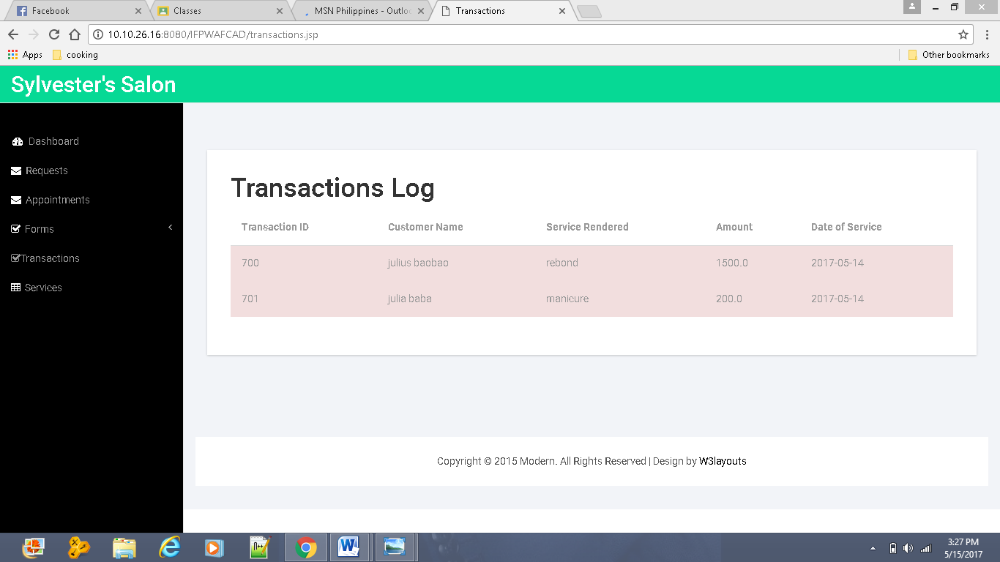 Facebook Classes MSN Philippines - Outloo Transactions
10.10.26.16:8080/IFPWAFCAD/transactions.jsp
Apps cooking Other bookmarks
Sylvester's Salon
Dashboard
Requests
Appointments
Forms
Transactions
Services
Transactions Log
Transaction ID Customer Name Service Rendered Amount Date of Service
700 julius baobao rebond 1500.0 2017-05-14
701 julia baba manicure 200.0 2017-05-14
Copyright © 2015 Modern. All Rights Reserved | Design by W3layouts
3:27 PM
5/15/2017